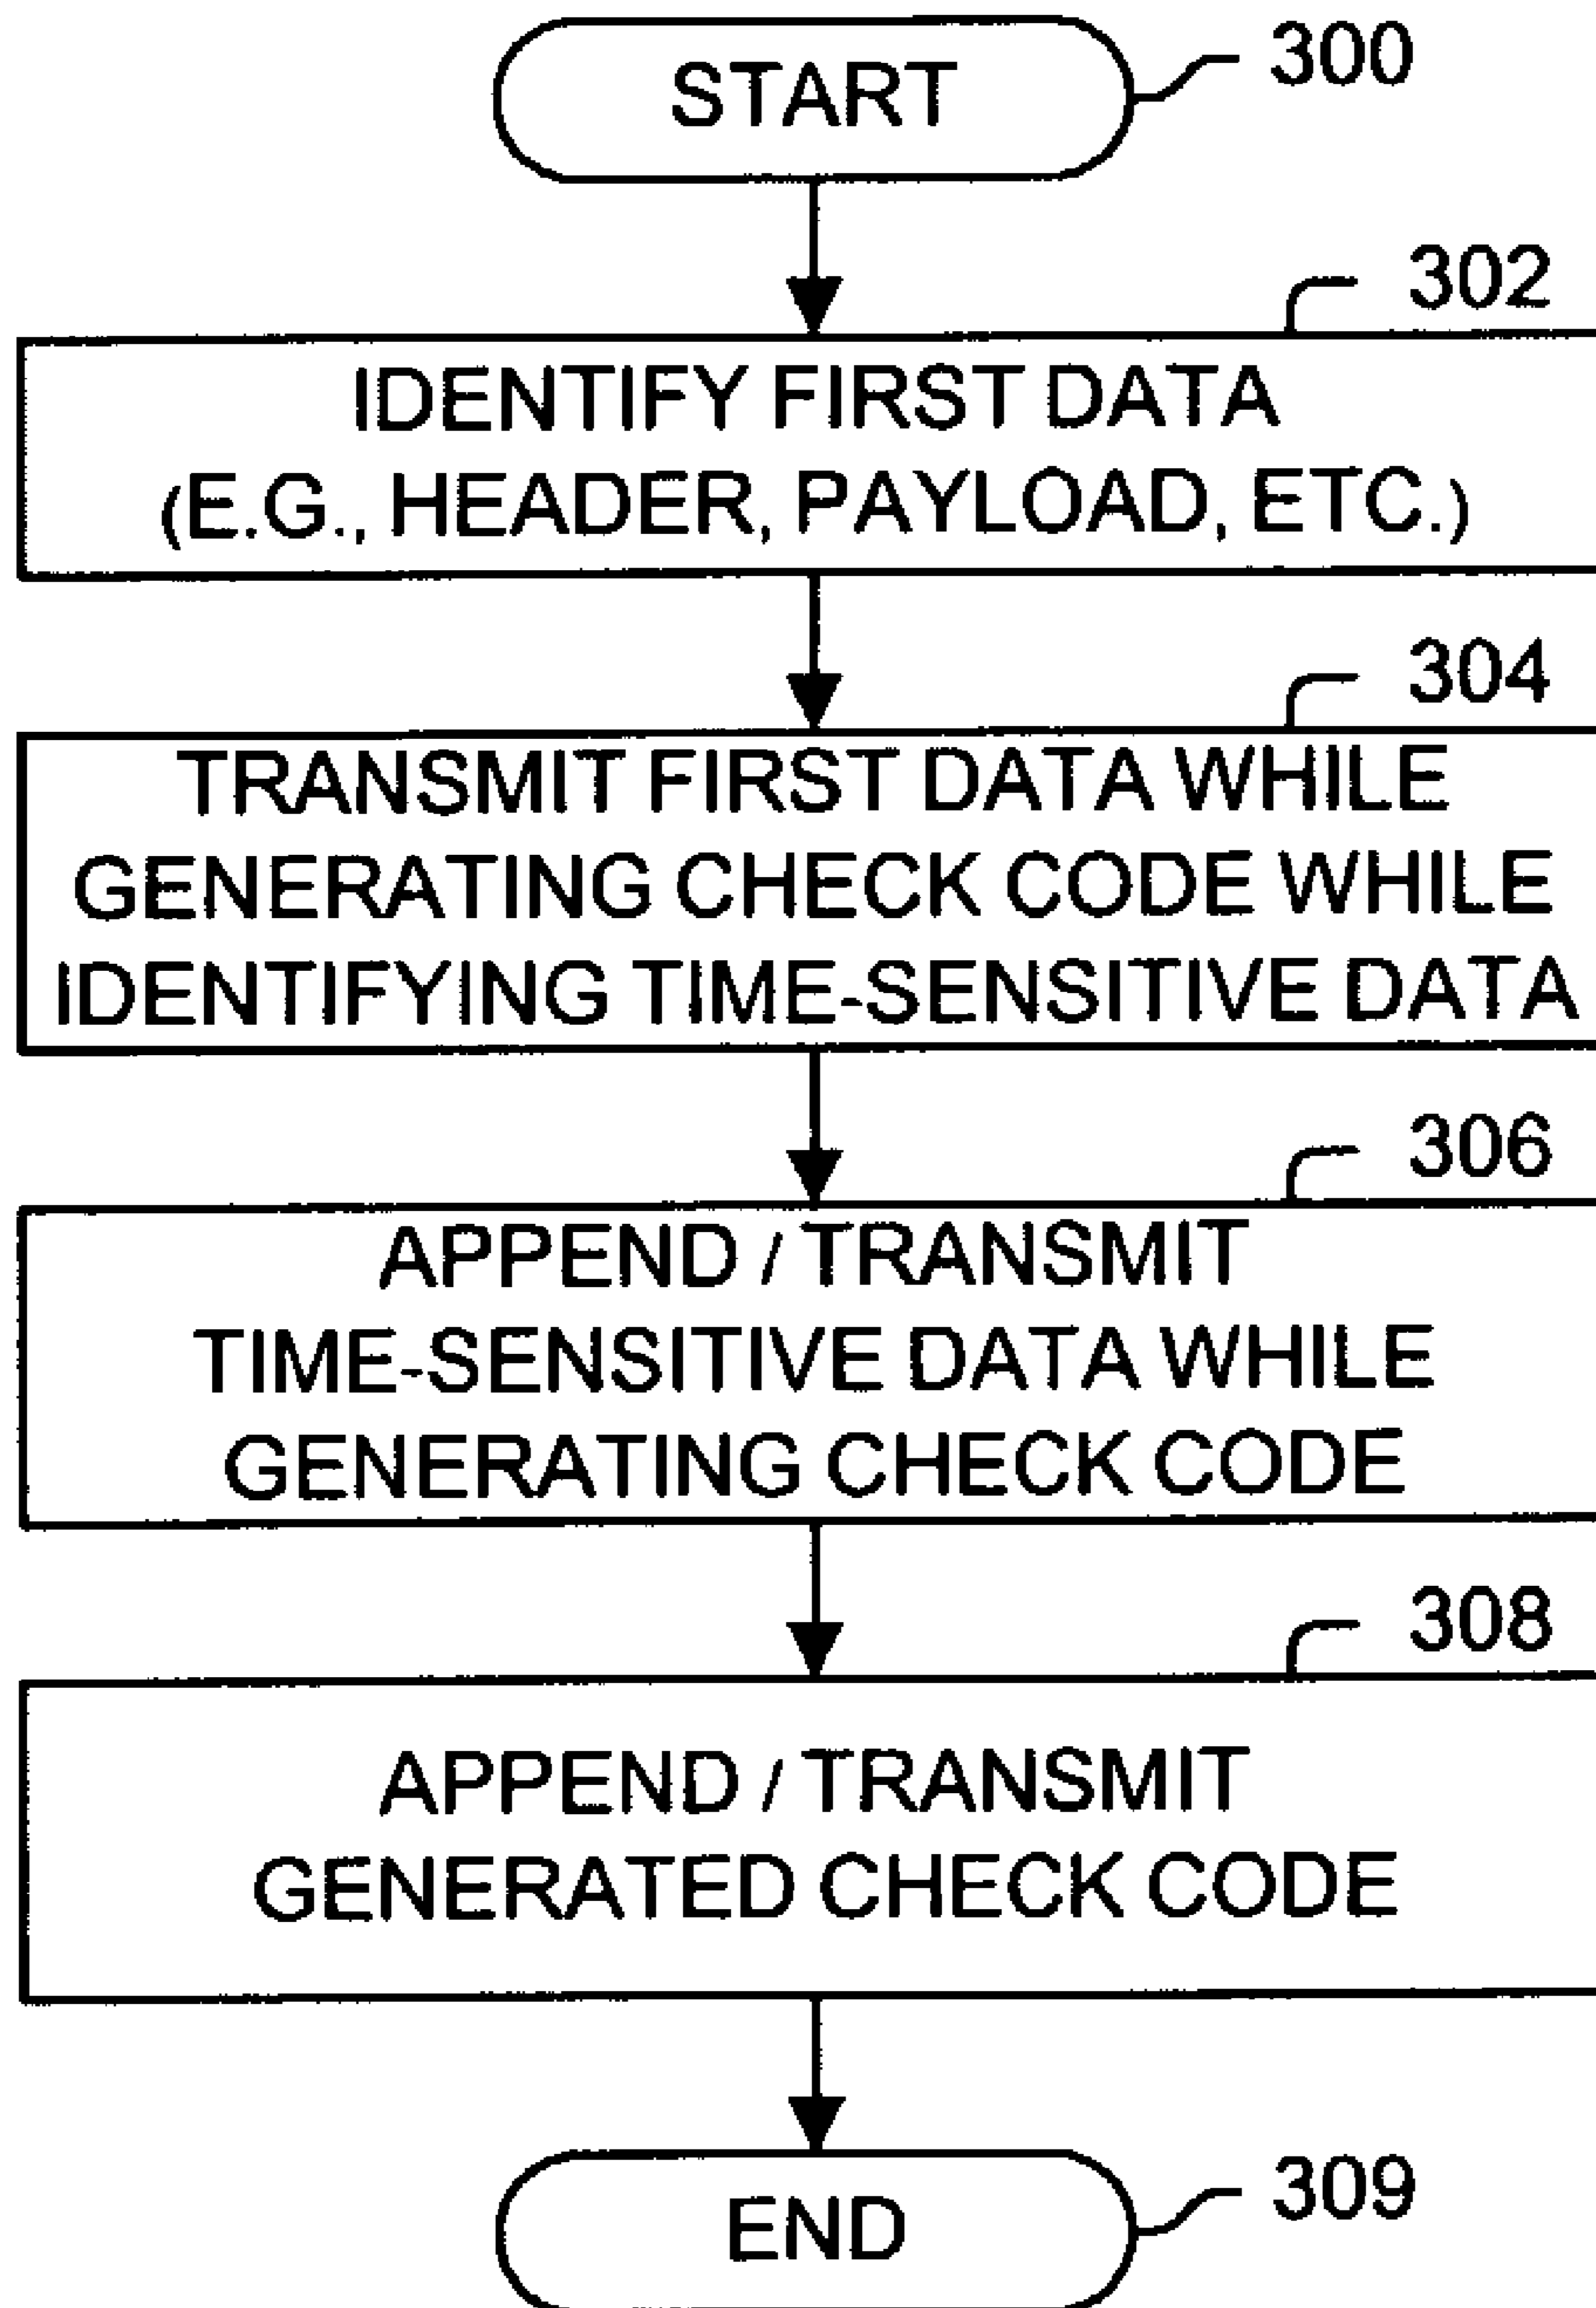 START
300
302
IDENTIFY FIRST DATA
(E.G., HEADER, PAYLOAD, ETC.)
304
TRANSMIT FIRST DATA WHILE
GENERATING CHECK CODE WHILE
IDENTIFYING TIME-SENSITIVE DATA
306
APPEND / TRANSMIT
TIME-SENSITIVE DATA WHILE
GENERATING CHECK CODE
308
APPEND / TRANSMIT
GENERATED CHECK CODE
END
309